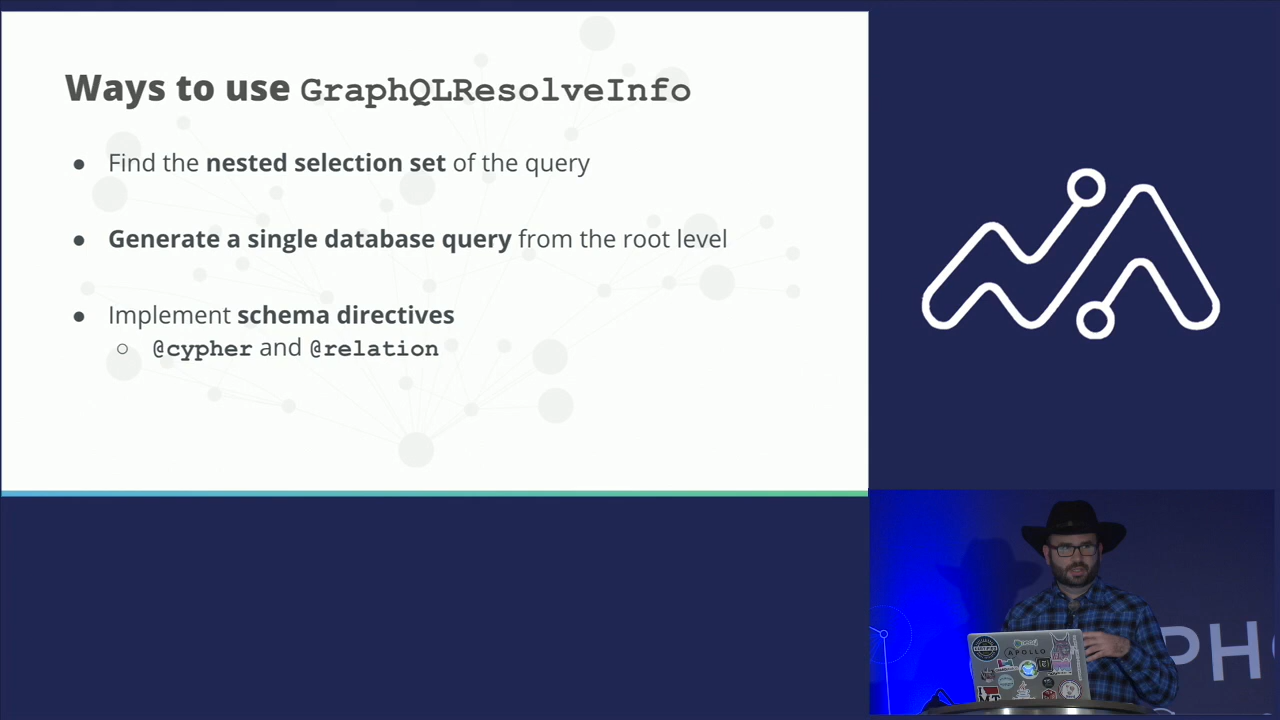 Ways to use GraphQLResolveInfo
● Find the nested selection set of the query
● Generate a single database query from the root level
● Implement schema directives
○ @cypher and @relation
PH
APOLLO